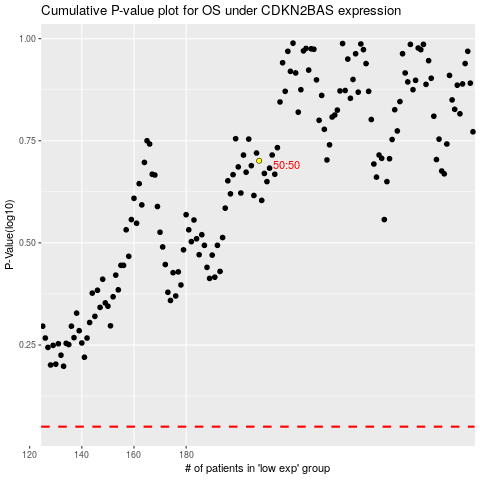 Cumulative P-value plot for OS under CDKN2BAS expression
1.00
0.75
50:50
0.50
0.25
P-Value(log10)
120 140 160 180
# of patients in 'low exp' group